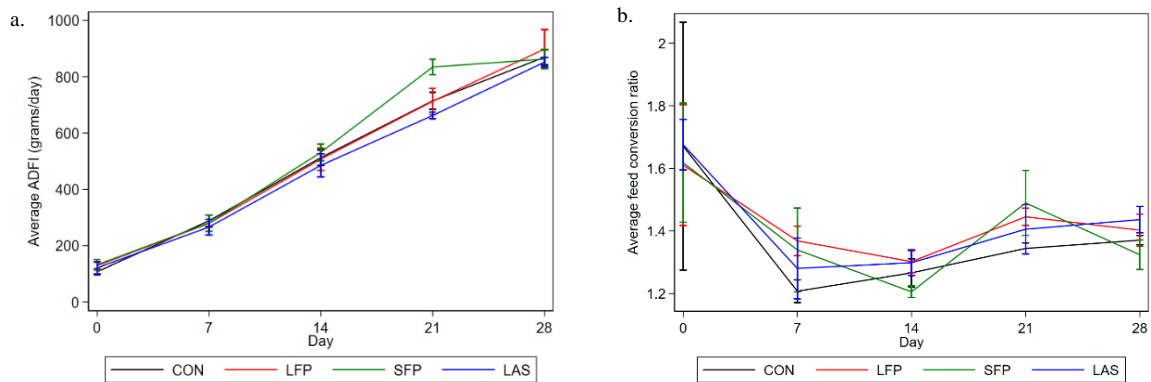 a.
Average ADFI (grams/day)
1000
800
600
400
200
0
0 7 14 21 28
Day
CON LFP SFP LAS
b.
Average feed conversion ratio
2
1.8
1.6
1.4
1.2
0 7 14 21 28
Day
CON LFP SFP LAS